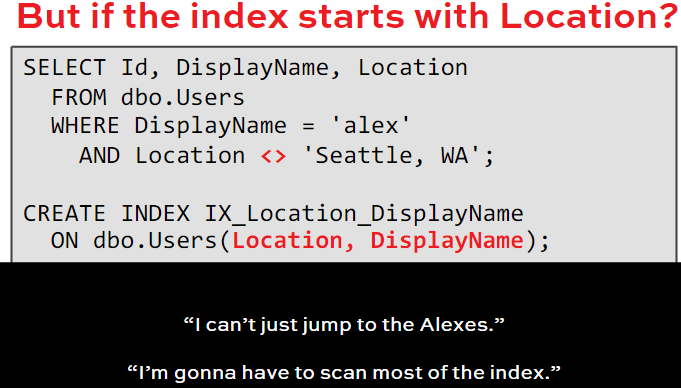 But if the index starts with Location?
SELECT Id, DisplayName, Location
FROM dbo.Users
WHERE DisplayName = 'alex'
AND Location <> 'Seattle, WA';
CREATE INDEX IX_Location_DisplayName
ON dbo.Users(Location, DisplayName);
“I can’t just jump to the Alexes.”
“I’m gonna have to scan most of the index.”